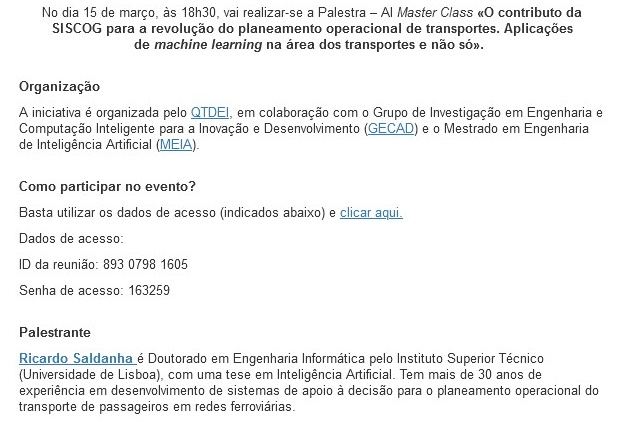 No dia 15 de março, às 18h30, vai realizar-se a Palestra – AI Master Class «O contributo da
SISCOG para a revolução do planeamento operacional de transportes. Aplicações
de machine learning na área dos transportes e não só».
Organização
A iniciativa é organizada pelo QTDEI, em colaboração com o Grupo de Investigação em Engenharia e
Computação Inteligente para a Inovação e Desenvolvimento (GECAD) e o Mestrado em Engenharia
de Inteligência Artificial (MEIA).
Como participar no evento?
Basta utilizar os dados de acesso (indicados abaixo) e clicar aqui.
Dados de acesso:
ID da reunião: 893 0798 1605
Senha de acesso: 163259
Palestrante
Ricardo Saldanha é Doutorado em Engenharia Informática pelo Instituto Superior Técnico
(Universidade de Lisboa), com uma tese em Inteligência Artificial. Tem mais de 30 anos de
experiência em desenvolvimento de sistemas de apoio à decisão para o planeamento operacional do
transporte de passageiros em redes ferroviárias.